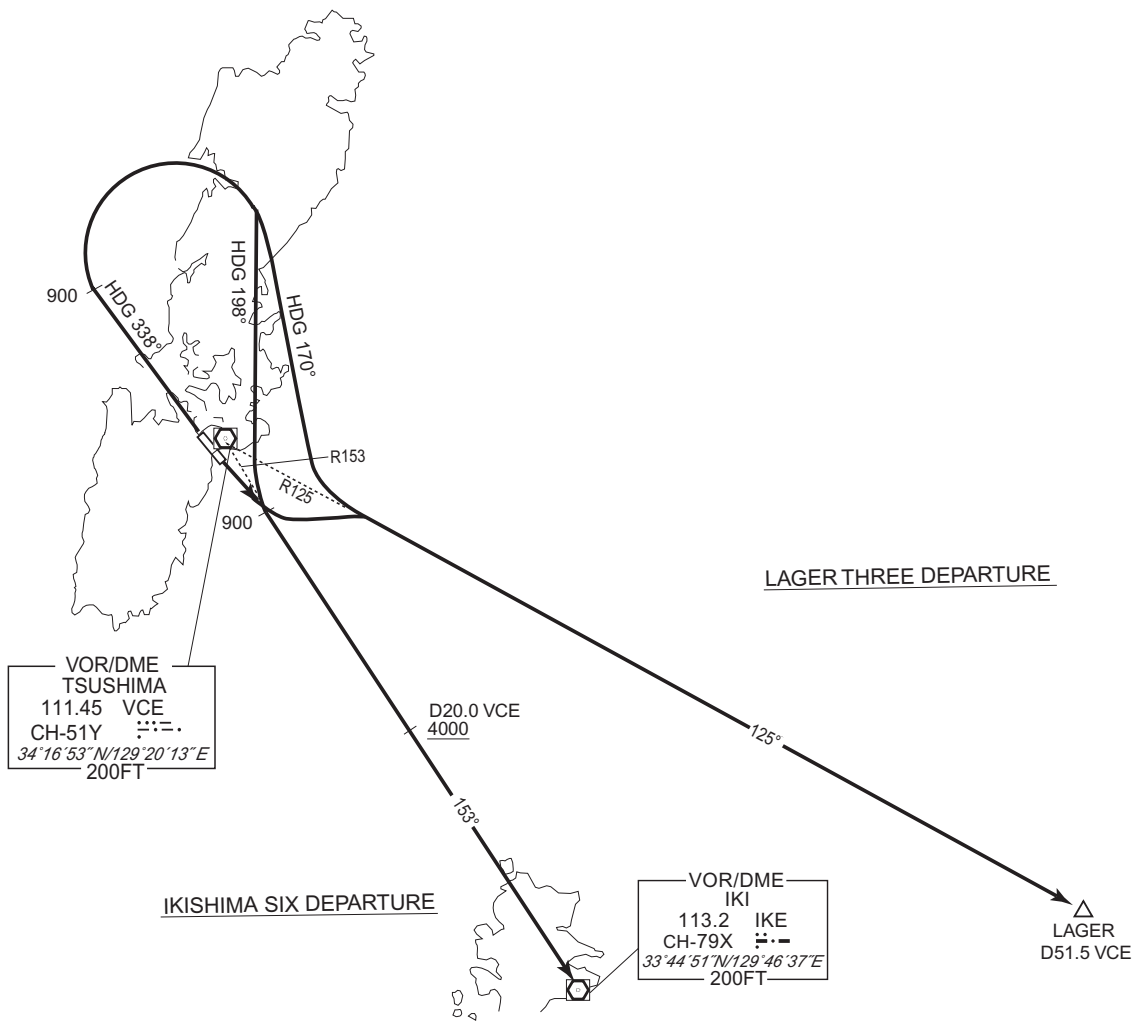 900
HDG 338°
HDG 198°
HDG 170°
R153
R125
900
LAGER THREE DEPARTURE
VOR/DME
TSUSHIMA
111.45 VCE
CH-51Y
34°16´53˝N/129°20´13˝E
200FT
D20.0 VCE
4000
125°
153°
IKISHIMA SIX DEPARTURE
VOR/DME
IKI
113.2 IKE
CH-79X
33°44´51˝N/129°46´37˝E
200FT
LAGER
D51.5 VCE